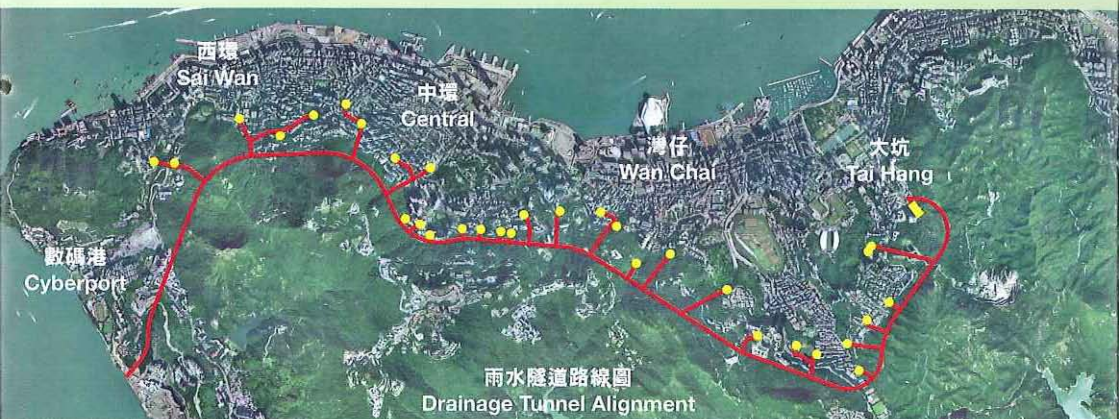 西環
Sai Wan
中環
Central
灣仔
Wan Chai
大坑
Tai Hang
數碼港
Cyberport
雨水隧道路線圖
Drainage Tunnel Alignment